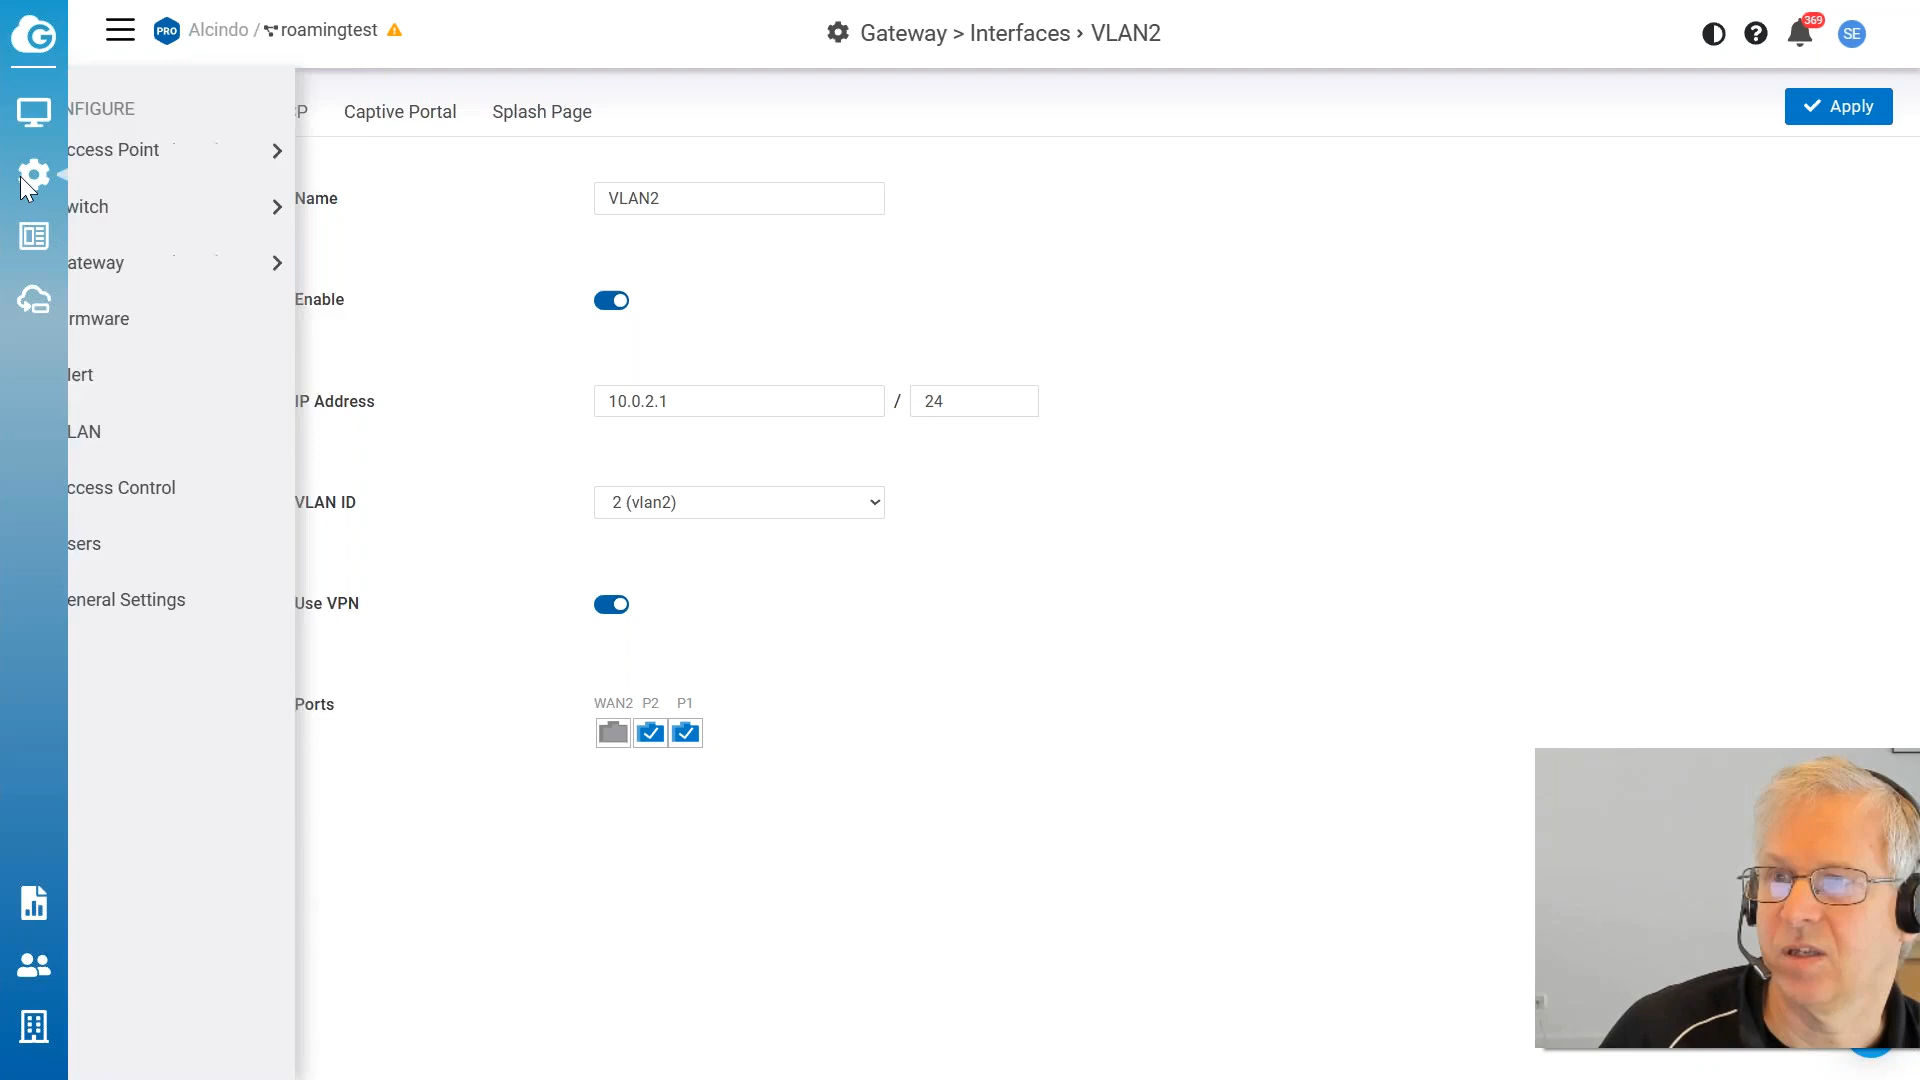 PRO Alcindo / roamingtest
Gateway > Interfaces › VLAN2
369
SE
NFIGURE
ccess Point
witch
ateway
rmware
lert
LAN
ccess Control
sers
eneral Settings
P Captive Portal Splash Page
Apply
Name VLAN2
Enable
IP Address 10.0.2.1 / 24
VLAN ID 2 (vlan2)
Use VPN
Ports WAN2 P2 P1